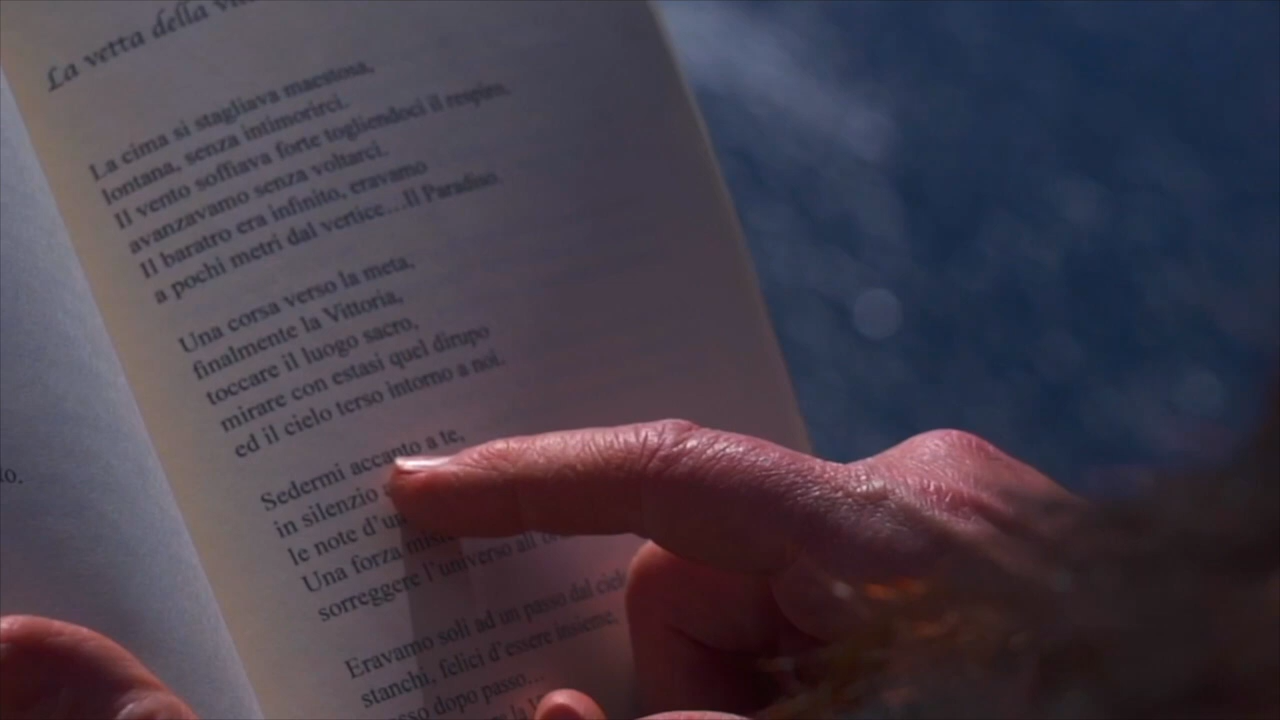 La vetta della
La cima si stagliava maestosa,
lontana, senza intimorirci.
Il vento soffiava forte togliendoci il respiro,
avanzavamo senza voltarci.
Il baratro era infinito, eravamo
a pochi metri dal vertice...Il Paradiso
Una corsa verso la meta,
finalmente la Vittoria,
toccare il luogo sacro,
mirare con estasi quel dirupo
ed il cielo terso intorno a noi.
Sedermi accanto a te,
in silenzio
le note d'un
Una forza
sorreggere l'universo
Eravamo soli ad un passo dal
stanchi, felici d'essere insieme.
dopo passo...
la